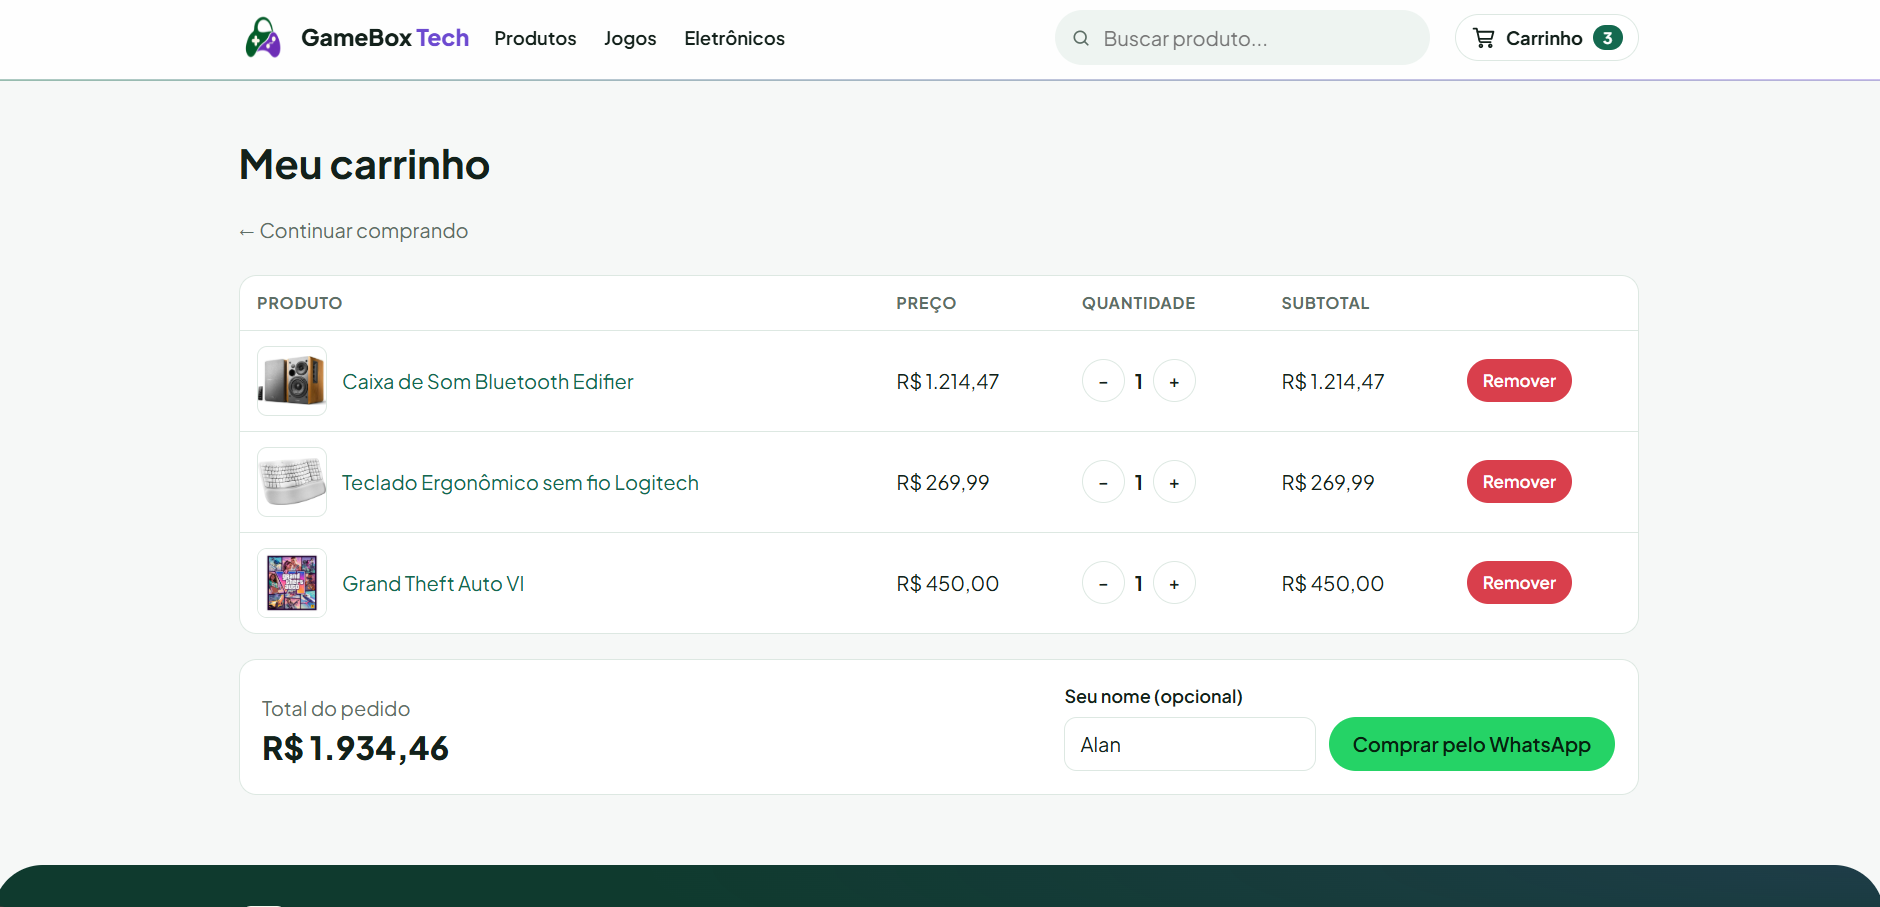 GameBox Tech Produtos Jogos Eletrônicos Buscar produto... Carrinho 3
Meu carrinho
← Continuar comprando
PRODUTO PREÇO QUANTIDADE SUBTOTAL
Caixa de Som Bluetooth Edifier R$ 1.214,47 - 1 + R$ 1.214,47 Remover
Teclado Ergonômico sem fio Logitech R$ 269,99 - 1 + R$ 269,99 Remover
grand theft auto
Grand Theft Auto VI R$ 450,00 - 1 + R$ 450,00 Remover
Total do pedido
R$ 1.934,46
Seu nome (opcional)
Alan
Comprar pelo WhatsApp